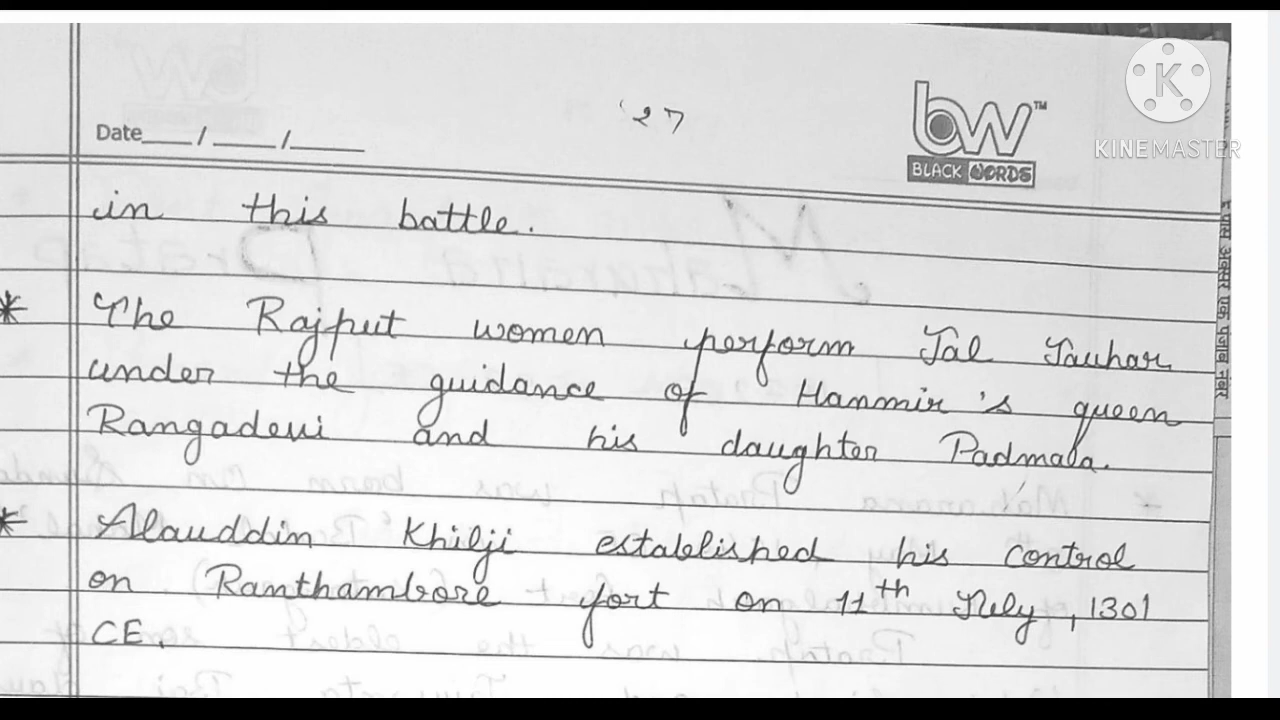 27
bw™
BLACK WORDS
K
KINEMASTER
Date___/___/___
in this battle.
* The Rajput women perform Jal Jauhar
under the guidance of Hammir's queen
Rangadevi and his daughter Padmala.
* Alauddin Khilji established his control
on Ranthambore fort on 11th July, 1301
CE.